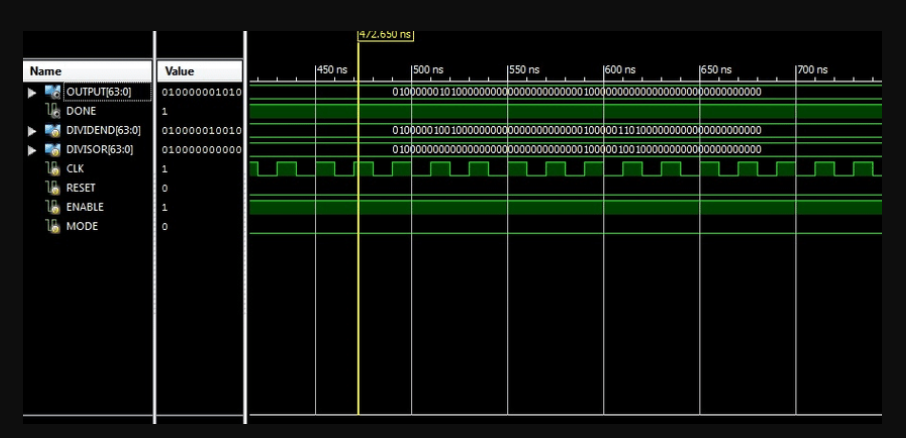 472.650 ns
Name Value 450 ns 500 ns 550 ns 600 ns 650 ns 700 ns
OUTPUT[63:0] 010000001010 0100000010100000000000000000000001000000000000000000000000000000
DONE 1
DIVIDEND[63:0] 010000010010 0100000100100000000000000000000001000001101000000000000000000000
DIVISOR[63:0] 010000000000 0100000000000000000000000000000001000001001000000000000000000000
CLK 1
RESET 0
ENABLE 1
MODE 0